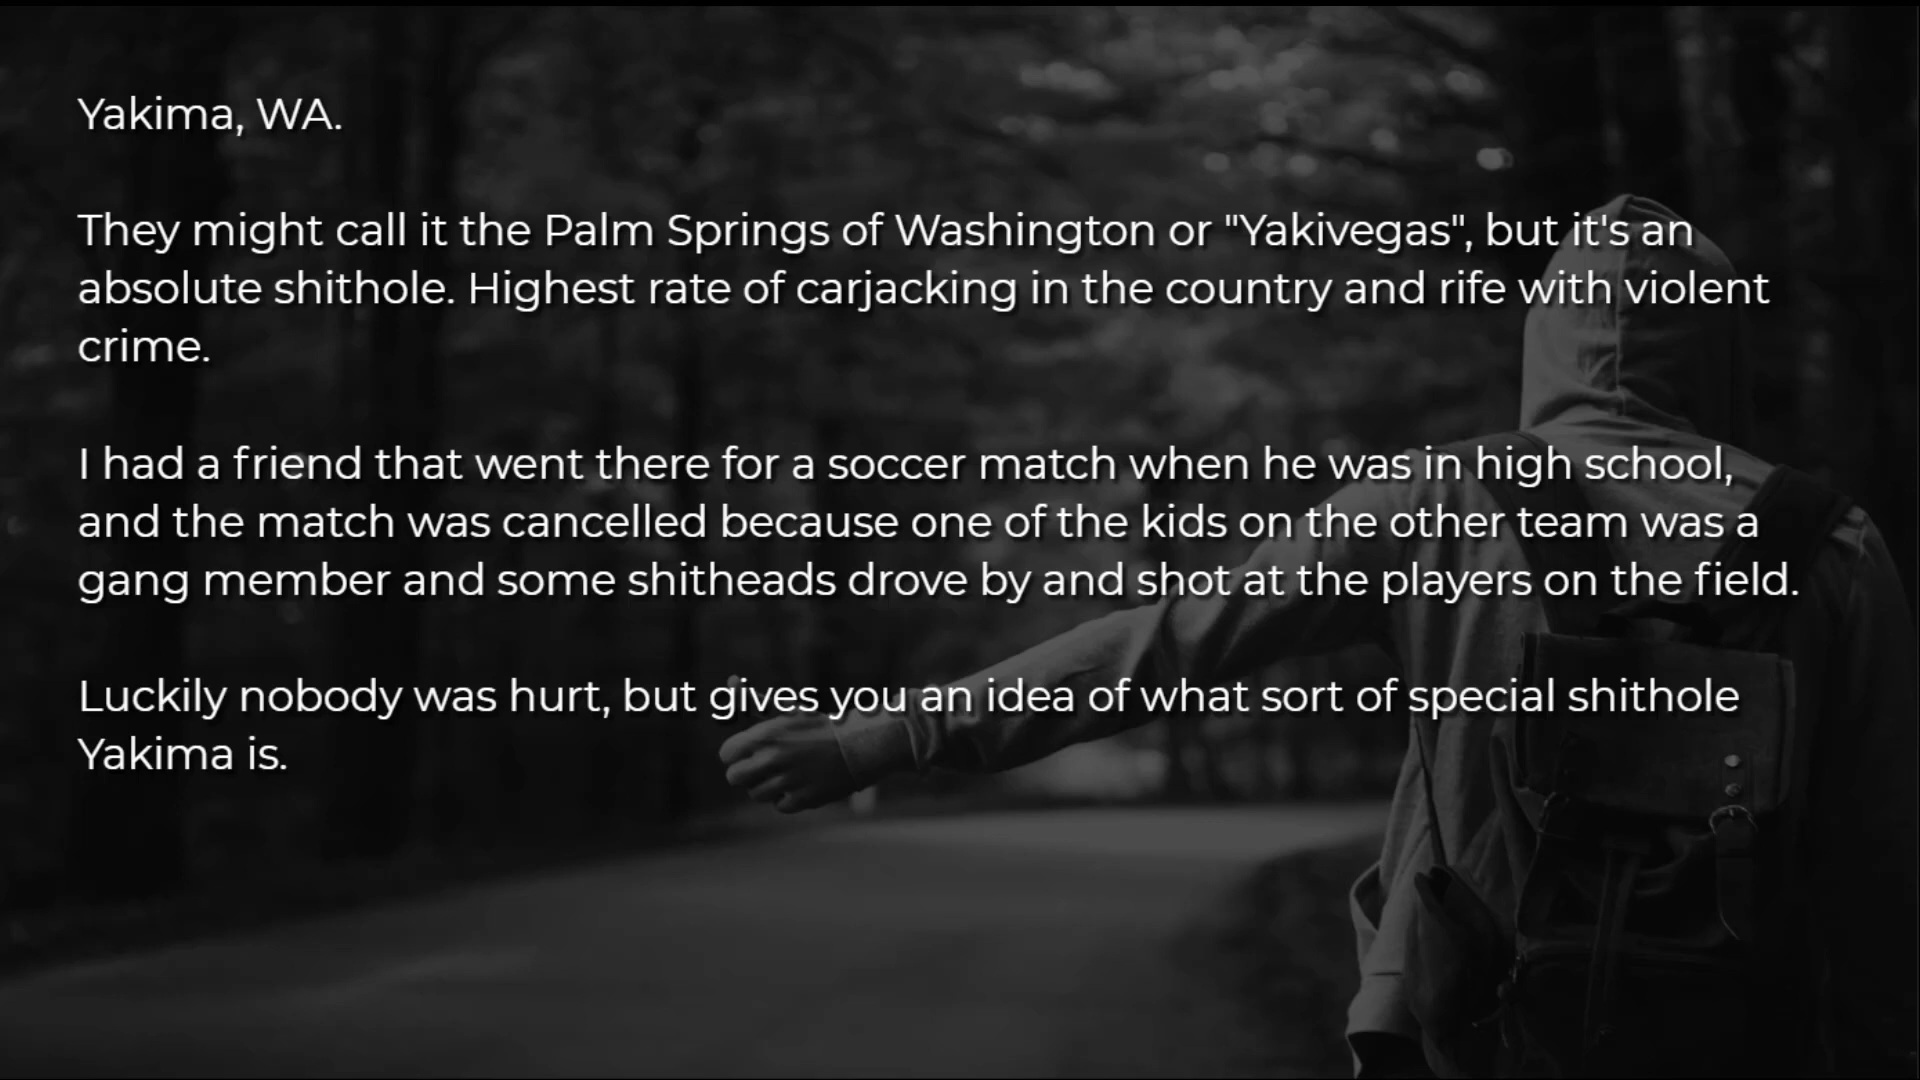 Yakima, WA.
They might call it the Palm Springs of Washington or "Yakivegas", but it's an
absolute shithole. Highest rate of carjacking in the country and rife with violent
crime.
I had a friend that went there for a soccer match when he was in high school,
and the match was cancelled because one of the kids on the other team was a
gang member and some shitheads drove by and shot at the players on the field.
Luckily nobody was hurt, but gives you an idea of what sort of special shithole
Yakima is.